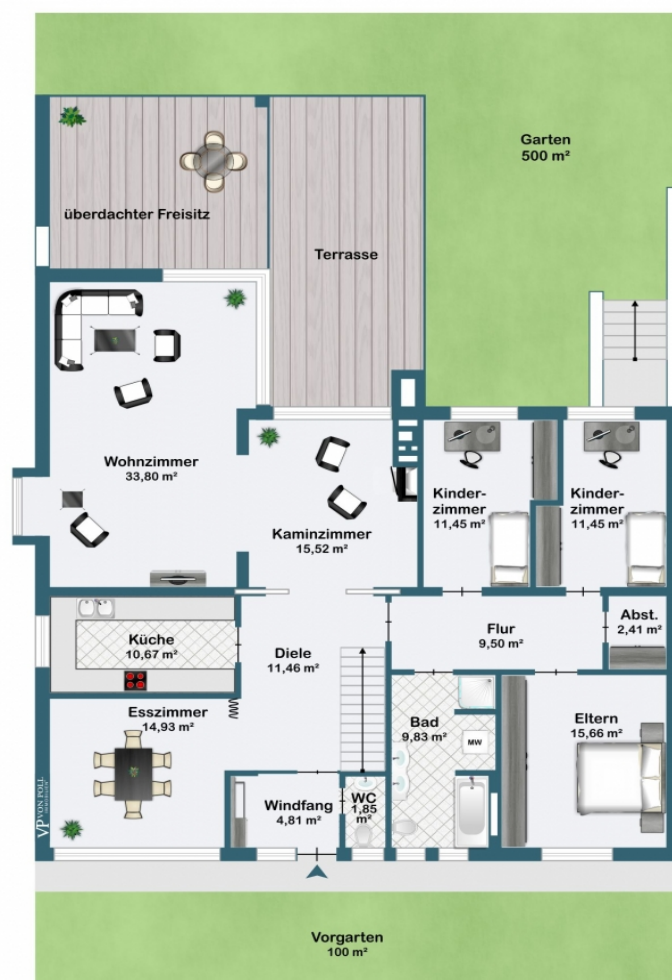 Garten
500 m²
überdachter Freisitz
Terrasse
Wohnzimmer
33,80 m²
Kaminzimmer
15,52 m²
Kinder-
zimmer
11,45 m²
Kinder-
zimmer
11,45 m²
Küche
10,67 m²
Diele
11,46 m²
Flur
9,50 m²
Abst.
2,41 m²
Esszimmer
14,93 m²
Bad
9,83 m²
MW
Eltern
15,66 m²
Windfang
4,81 m²
WC
1,85
m²
VP VON POLL
Vorgarten
100 m²